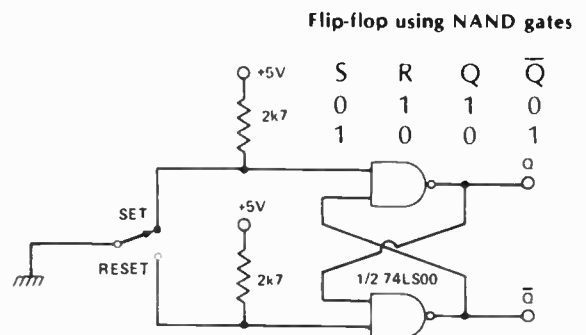 Flip-flop using NAND gates
+5V
2k7
S R Q Q̅
0 1 1 0
1 0 0 1
Q
SET
RESET
+5V
2k7
1/2 74LS00
Q̅